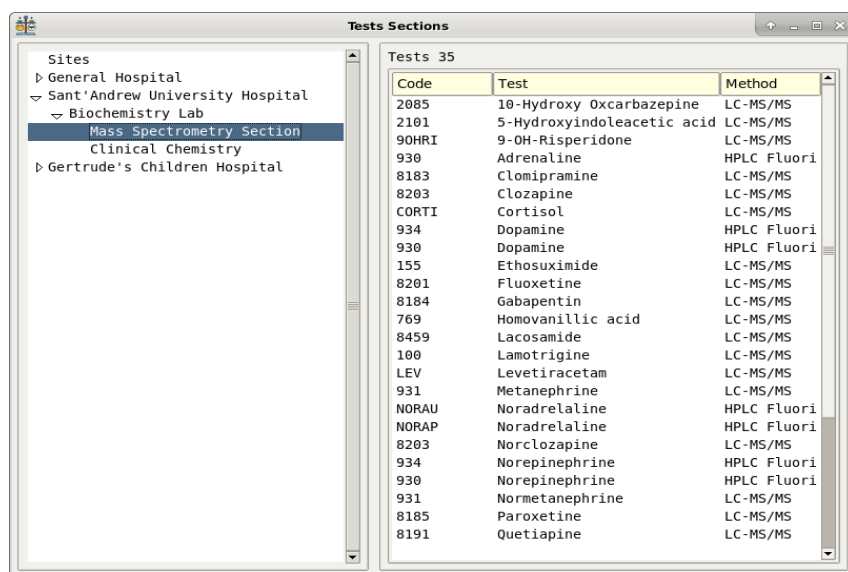 Tests Sections
Sites
General Hospital
Sant'Andrew University Hospital
Biochemistry Lab
Mass Spectrometry Section
Clinical Chemistry
Gertrude's Children Hospital
Tests 35
Code Test Method
2085 10-Hydroxy Oxcarbazepine LC-MS/MS
2101 5-Hydroxyindoleacetic acid LC-MS/MS
9OHRI 9-OH-Risperidone LC-MS/MS
930 Adrenaline HPLC Fluori
8183 Clomipramine LC-MS/MS
8203 Clozapine LC-MS/MS
CORTI Cortisol LC-MS/MS
934 Dopamine HPLC Fluori
930 Dopamine HPLC Fluori
155 Ethosuximide LC-MS/MS
8201 Fluoxetine LC-MS/MS
8184 Gabapentin LC-MS/MS
769 Homovanillic acid LC-MS/MS
8459 Lacosamide LC-MS/MS
100 Lamotrigine LC-MS/MS
LEV Levetiracetam LC-MS/MS
931 Metanephrine LC-MS/MS
NORAU Noradrelaline HPLC Fluori
NORAP Noradrelaline HPLC Fluori
8203 Norclozapine LC-MS/MS
934 Norepinephrine HPLC Fluori
930 Norepinephrine HPLC Fluori
931 Normetanephrine LC-MS/MS
8185 Paroxetine LC-MS/MS
8191 Quetiapine LC-MS/MS